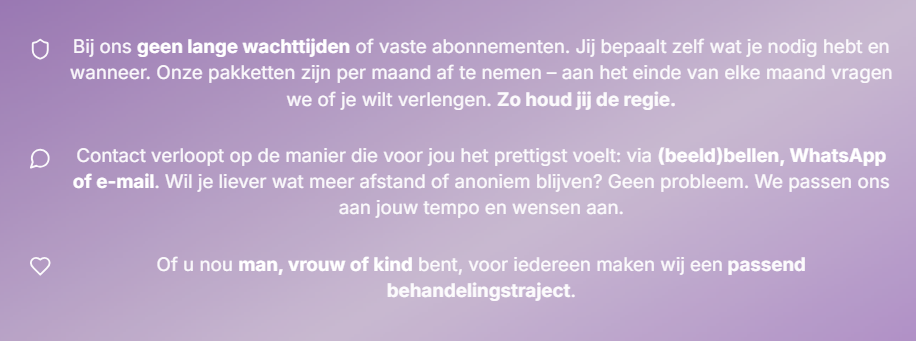 Bij ons geen lange wachttijden of vaste abonnementen. Jij bepaalt zelf wat je nodig hebt en
wanneer. Onze pakketten zijn per maand af te nemen – aan het einde van elke maand vragen
we of je wilt verlengen. Zo houd jij de regie.
Contact verloopt op de manier die voor jou het prettigst voelt: via (beeld)bellen, WhatsApp
of e-mail. Wil je liever wat meer afstand of anoniem blijven? Geen probleem. We passen ons
aan jouw tempo en wensen aan.
Of u nou man, vrouw of kind bent, voor iedereen maken wij een passend
behandelingstraject.